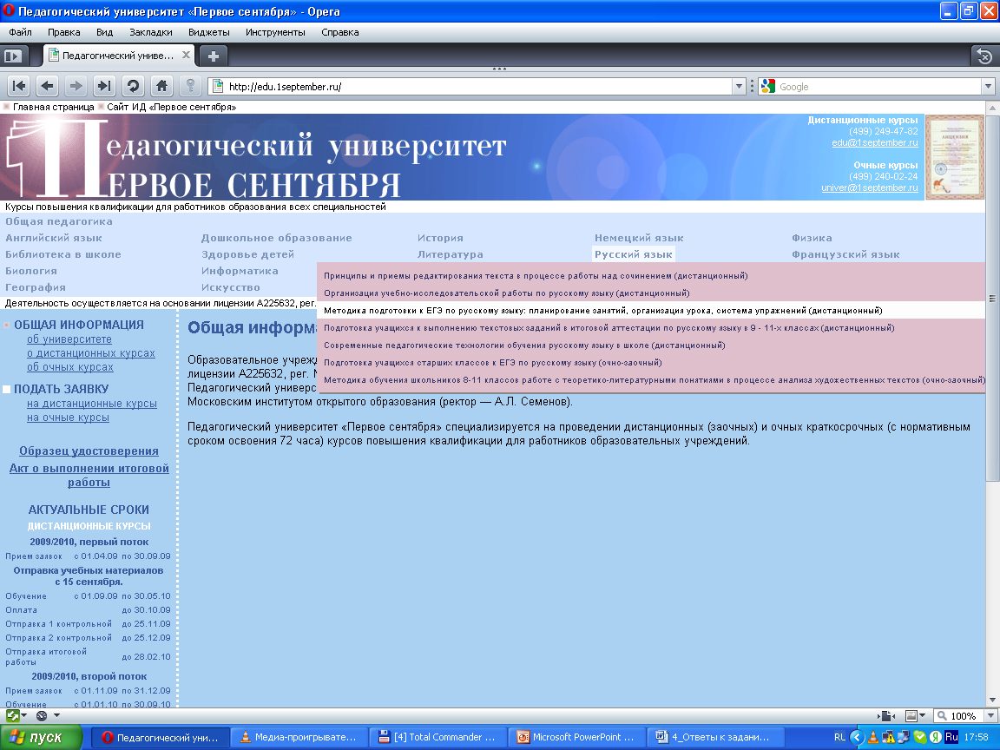 Педагогический университет «Первое сентября» - Opera
Файл Правка Вид Закладки Виджеты Инструменты Справка
Педагогический униве...
http://edu.1september.ru/ Google
Главная страница Сайт ИД «Первое сентября»
Педагогический университет
ПЕРВОЕ СЕНТЯБРЯ
Дистанционные курсы
(499) 249-47-82
edu@1september.ru
Очные курсы
(499) 240-02-24
univer@1september.ru
ЛИЦЕНЗИЯ
Курсы повышения квалификации для работников образования всех специальностей
Общая педагогика
Английский язык Дошкольное образование История Немецкий язык Физика
Библиотека в школе Здоровье детей Литература Русский язык Французский язык
Биология Информатика
География Искусство
Принципы и приемы редактирования текста в процессе работы над сочинением (дистанционный)
Организация учебно-исследовательской работы по русскому языку (дистанционный)
Методика подготовки к ЕГЭ по русскому языку: планирование занятий, организация урока, система упражнений (дистанционный)
Подготовка учащихся к выполнению текстовых заданий в итоговой аттестации по русскому языку в 9 - 11-х классах (дистанционный)
Современные педагогические технологии обучения русскому языку в школе (дистанционный)
Подготовка учащихся старших классов к ЕГЭ по русскому языку (очно-заочный)
Методика обучения школьников 8-11 классов работе с теоретико-литературными понятиями в процессе анализа художественных текстов (очно-заочный)
Деятельность осуществляется на основании лицензии А225632, рег.
ОБЩАЯ ИНФОРМАЦИЯ
об университете
о дистанционных курсах
об очных курсах
ПОДАТЬ ЗАЯВКУ
на дистанционные курсы
на очные курсы
Образец удостоверения
Акт о выполнении итоговой
работы
АКТУАЛЬНЫЕ СРОКИ
ДИСТАНЦИОННЫЕ КУРСЫ
2009/2010, первый поток
Прием заявок с 01.04.09 по 30.09.09
Отправка учебных материалов
с 15 сентября.
Обучение с 01.09.09 по 30.05.10
Оплата до 30.10.09
Отправка 1 контрольной до 25.11.09
Отправка 2 контрольной до 25.12.09
Отправка итоговой
работы до 28.02.10
2009/2010, второй поток
Прием заявок с 01.11.09 по 31.12.09
Обучение с 01.01.10 по 30.09.10
Общая информ
Образовательное учреж
лицензии А225632, рег. 
Педагогический универс
Московским институтом открытого образования (ректор — А.Л. Семенов).
Педагогический университет «Первое сентября» специализируется на проведении дистанционных (заочных) и очных краткосрочных (с нормативным
сроком освоения 72 часа) курсов повышения квалификации для работников образовательных учреждений.
100%
пуск Педагогический уни... Медиа-проигрывате... [4] Total Commander ... Microsoft PowerPoint ... 4_Ответы к задани... RL Ru 17:58